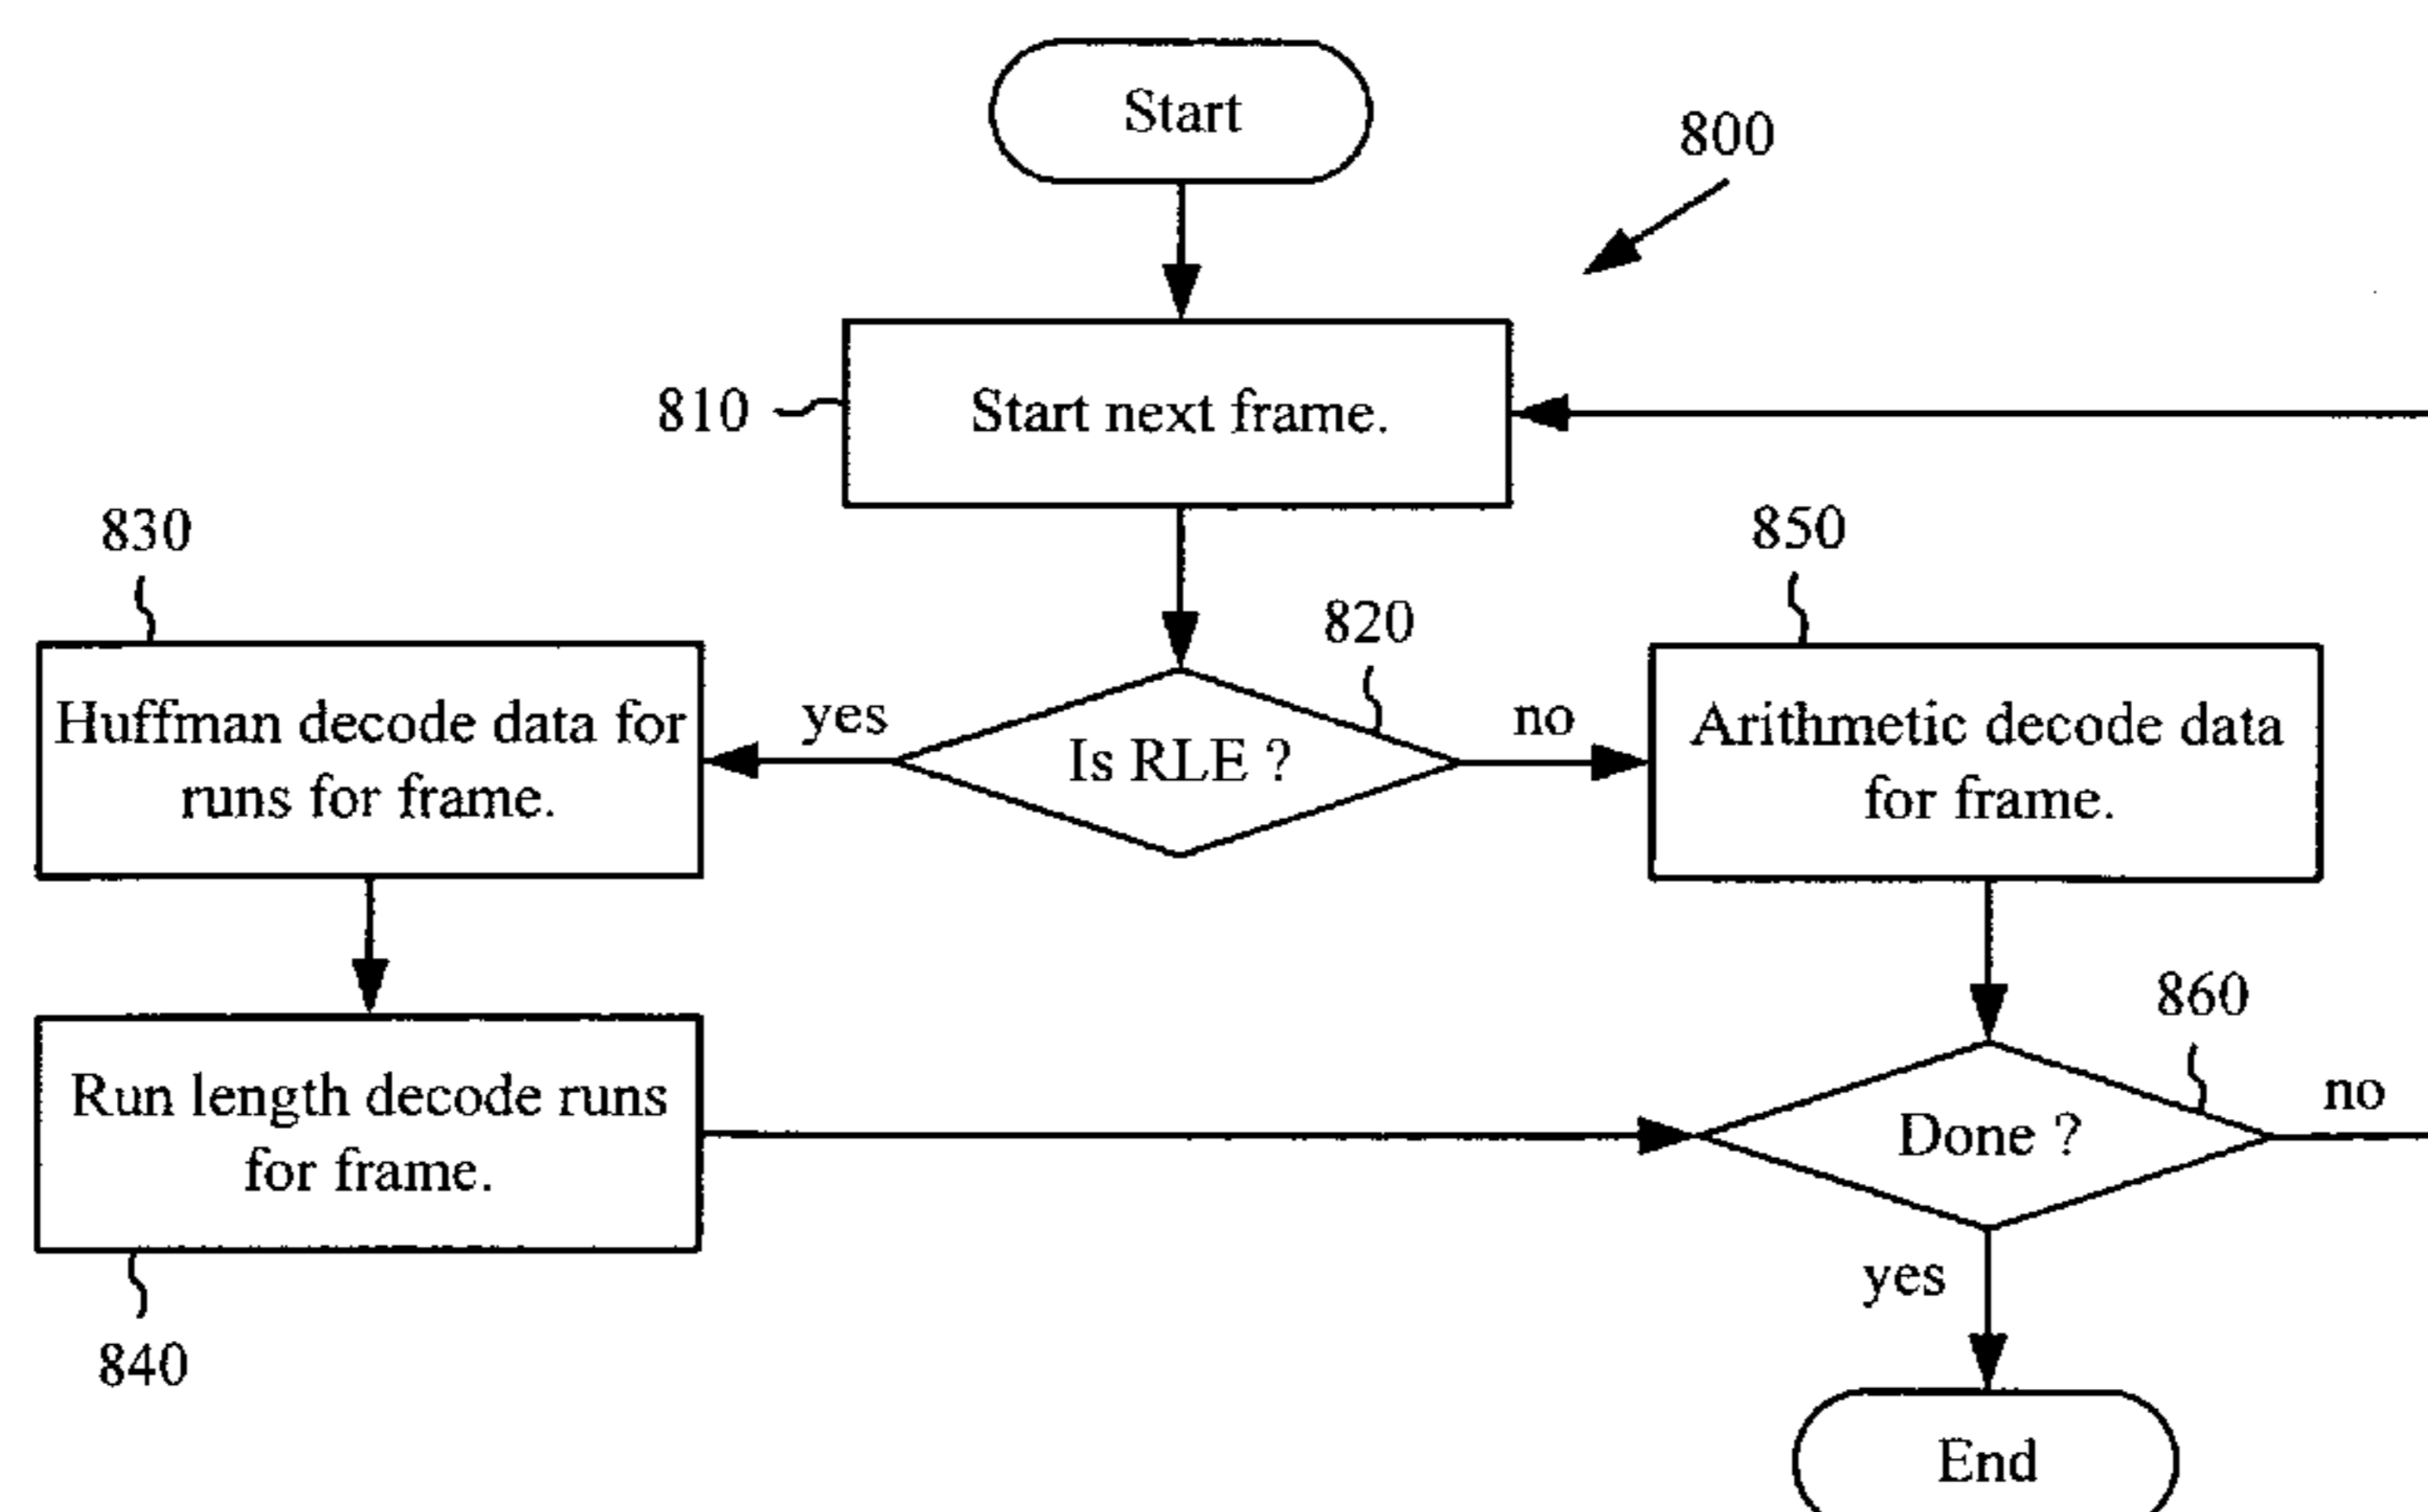 Start
800
810
Start next frame.
830
850
820
Huffman decode data for
runs for frame.
yes
Is RLE ?
no
Arithmetic decode data
for frame.
860
Run length decode runs
for frame.
Done ?
no
yes
840
End